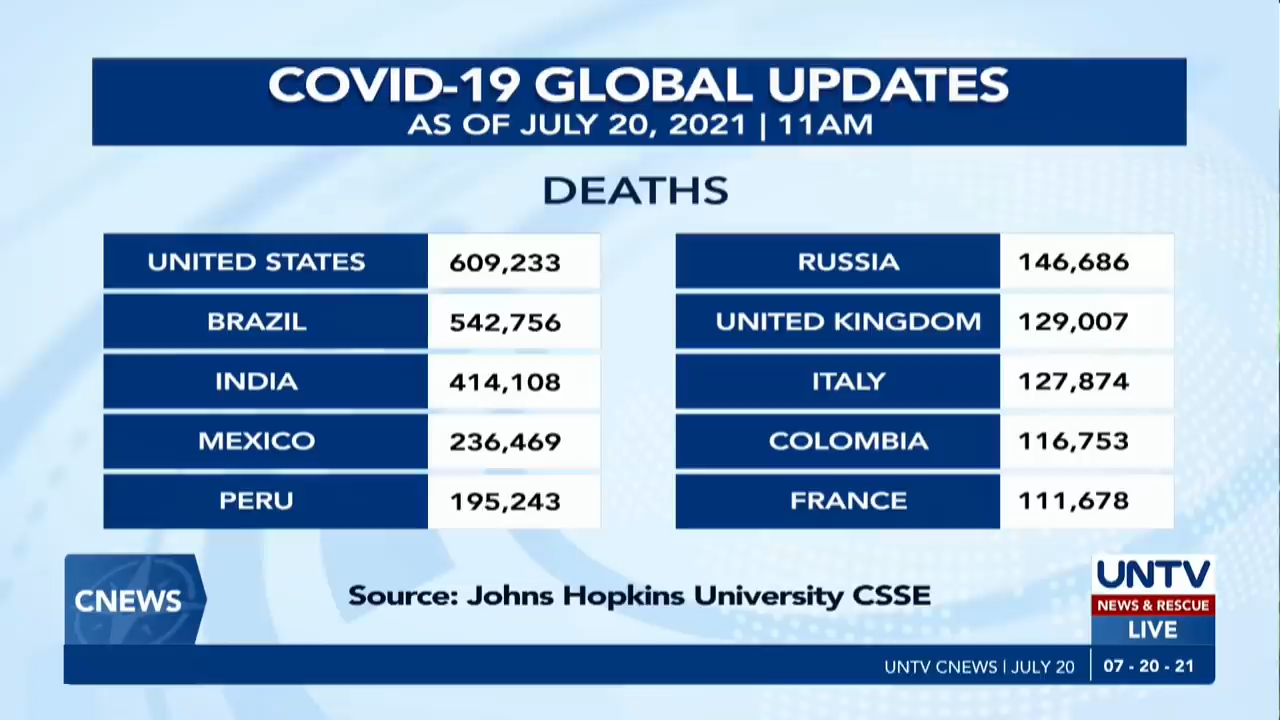 COVID-19 GLOBAL UPDATES
AS OF JULY 20, 2021 | 11AM
DEATHS
UNITED STATES 609,233
BRAZIL 542,756
INDIA 414,108
MEXICO 236,469
PERU 195,243
RUSSIA 146,686
UNITED KINGDOM 129,007
ITALY 127,874
COLOMBIA 116,753
FRANCE 111,678
CNEWS
Source: Johns Hopkins University CSSE
UNTV
NEWS & RESCUE
LIVE
UNTV CNEWS | JULY 20
07 - 20 - 21